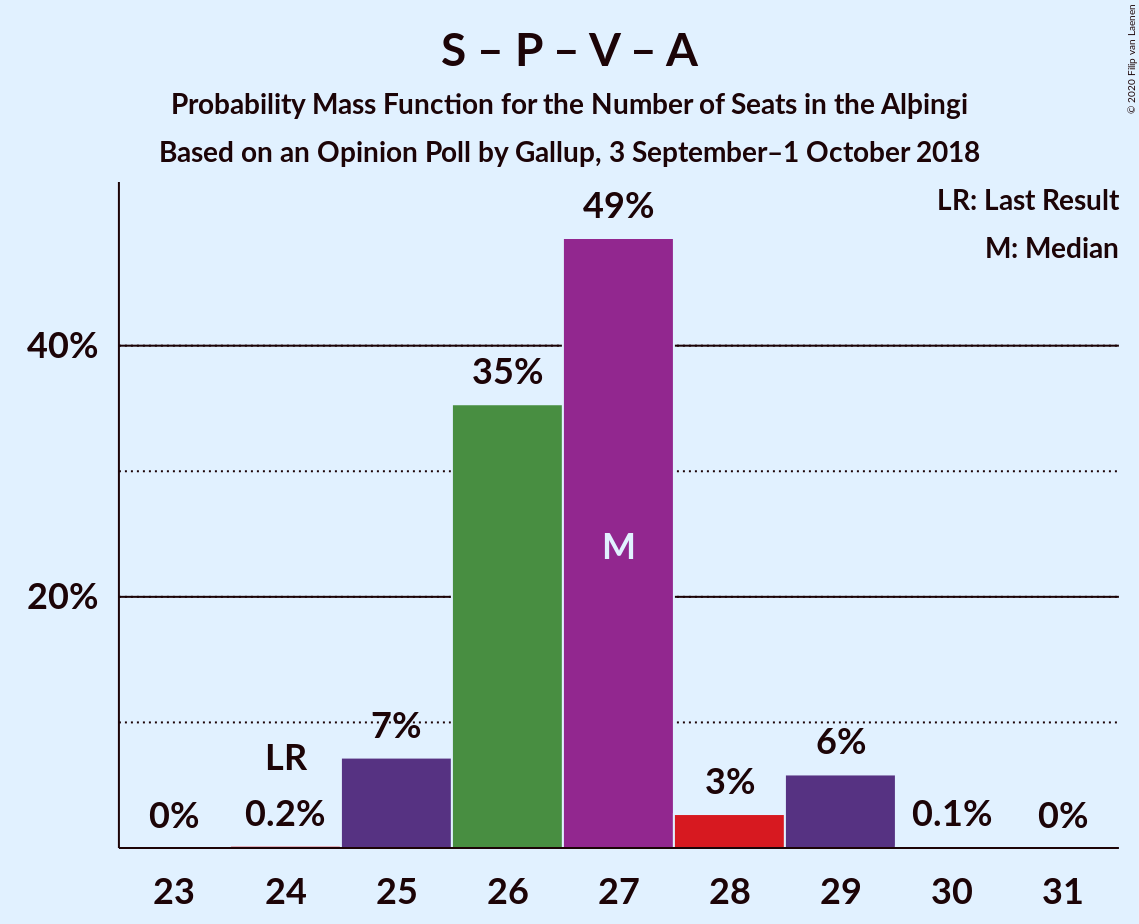 S – P – V – A
Probability Mass Function for the Number of Seats in the Alþingi
Based on an Opinion Poll by Gallup, 3 September–1 October 2018
© 2020 Filip van Laenen
LR: Last Result
M: Median
49%
40%
35%
M
20%
7%
LR
6%
3%
0%
0.2%
0.1%
0%
23 24 25 26 27 28 29 30 31